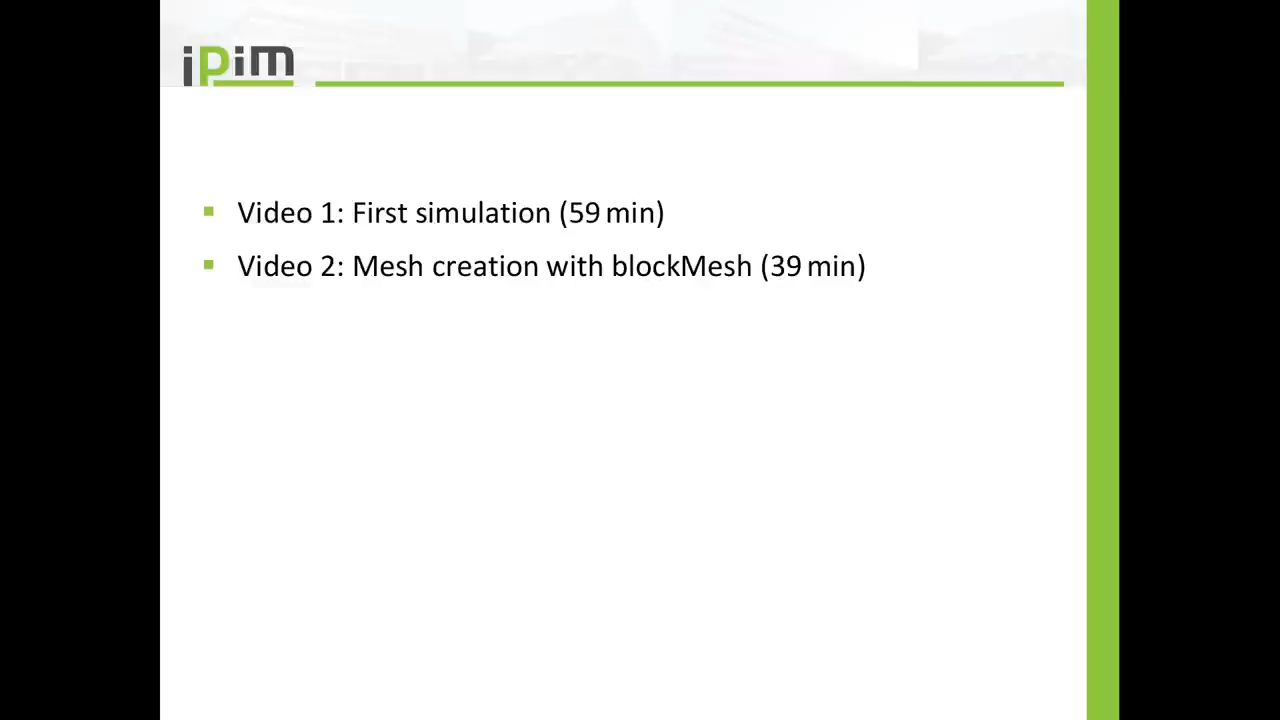 ipim
Video 1: First simulation (59 min)
Video 2: Mesh creation with blockMesh (39 min)